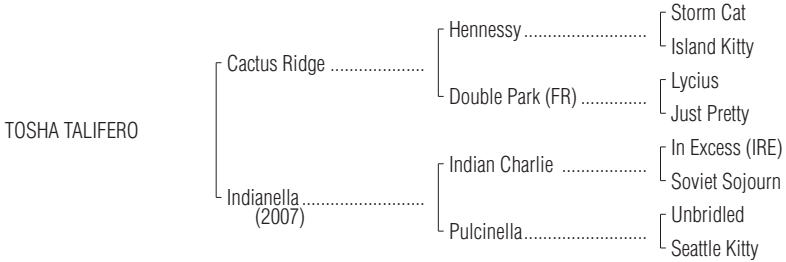 Storm Cat
Hennessy ........................
Island Kitty
Cactus Ridge ....................
Lycius
Double Park (FR) ..............
Just Pretty
TOSHA TALIFERO
In Excess (IRE)
Indian Charlie ..................
Soviet Sojourn
Indianella ..........................
(2007)
Unbridled
Pulcinella ..........................
Seattle Kitty